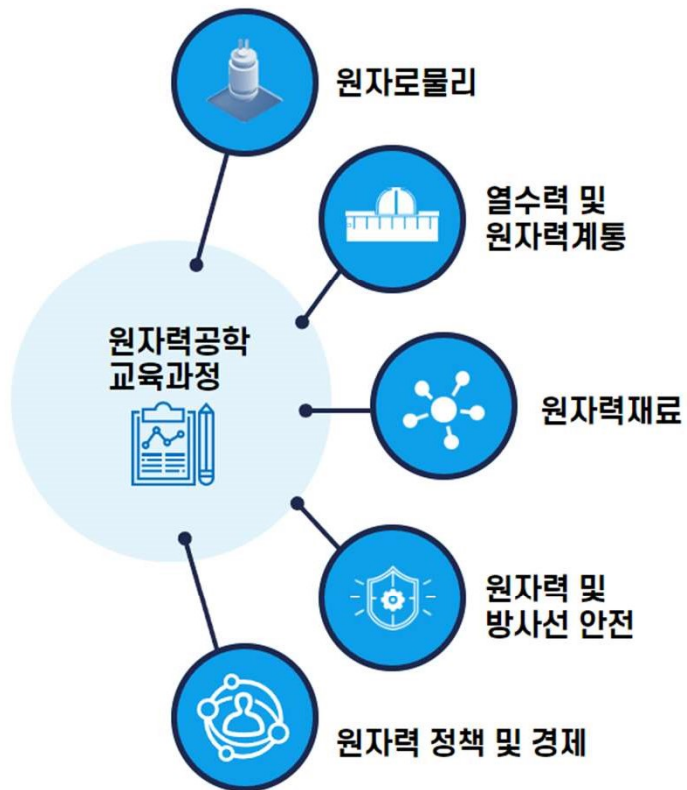 원자로물리
열수력 및
원자력계통
원자력공학
교육과정
원자력재료
원자력 및
방사선 안전
원자력 정책 및 경제